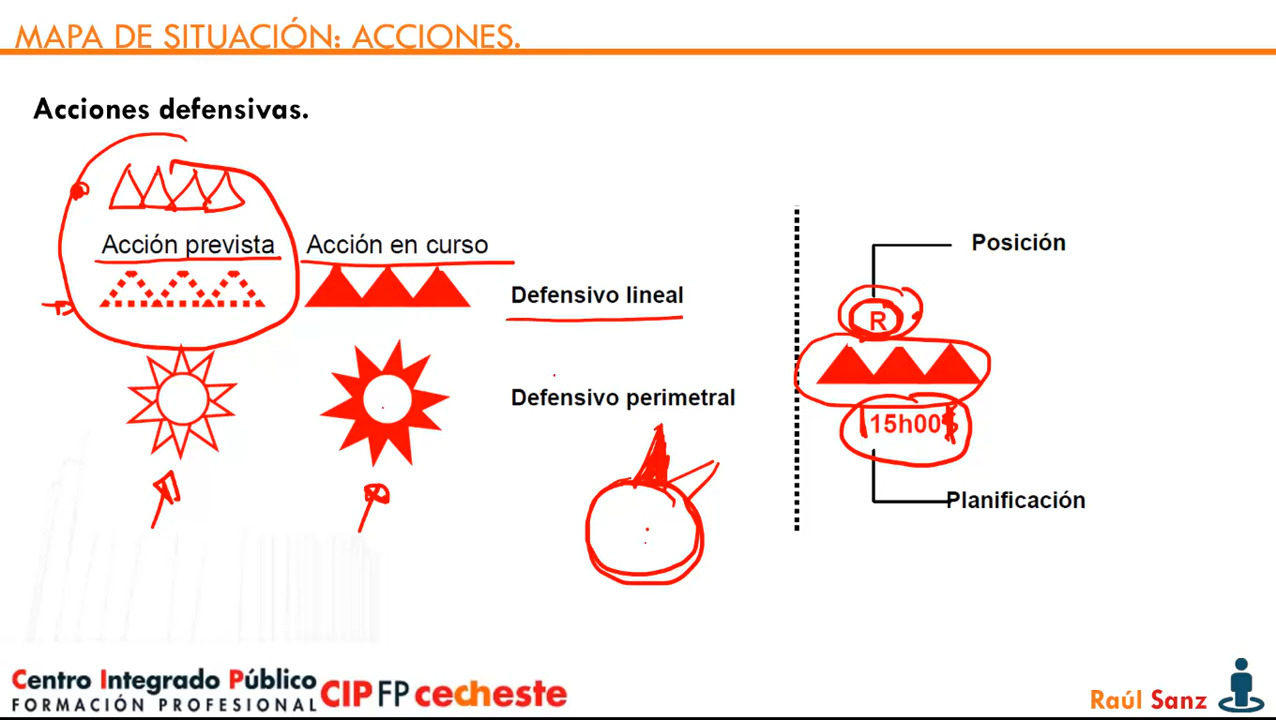 MAPA DE SITUACIÓN: ACCIONES.
Acciones defensivas.
Acción prevista
Acción en curso
Defensivo lineal
Defensivo perimetral
Posición
R
15h00
Planificación
Centro Integrado Público
FORMACIÓN PROFESIONAL
CIPFP cecheste
Raúl Sanz